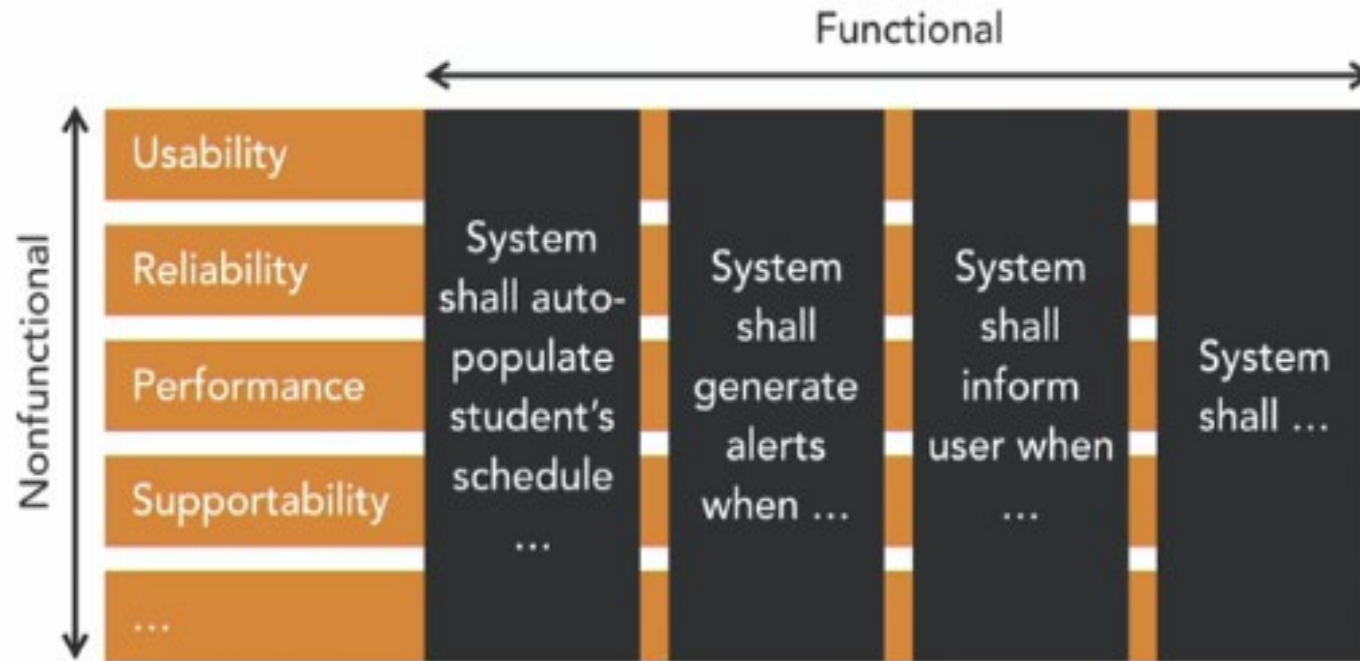 Functional
Nonfunctional
Usability
Reliability
Performance
Supportability
...
System
shall auto-
populate
student's
schedule
...
System
shall
generate
alerts
when ...
System
shall
inform
user when
...
System
shall ...